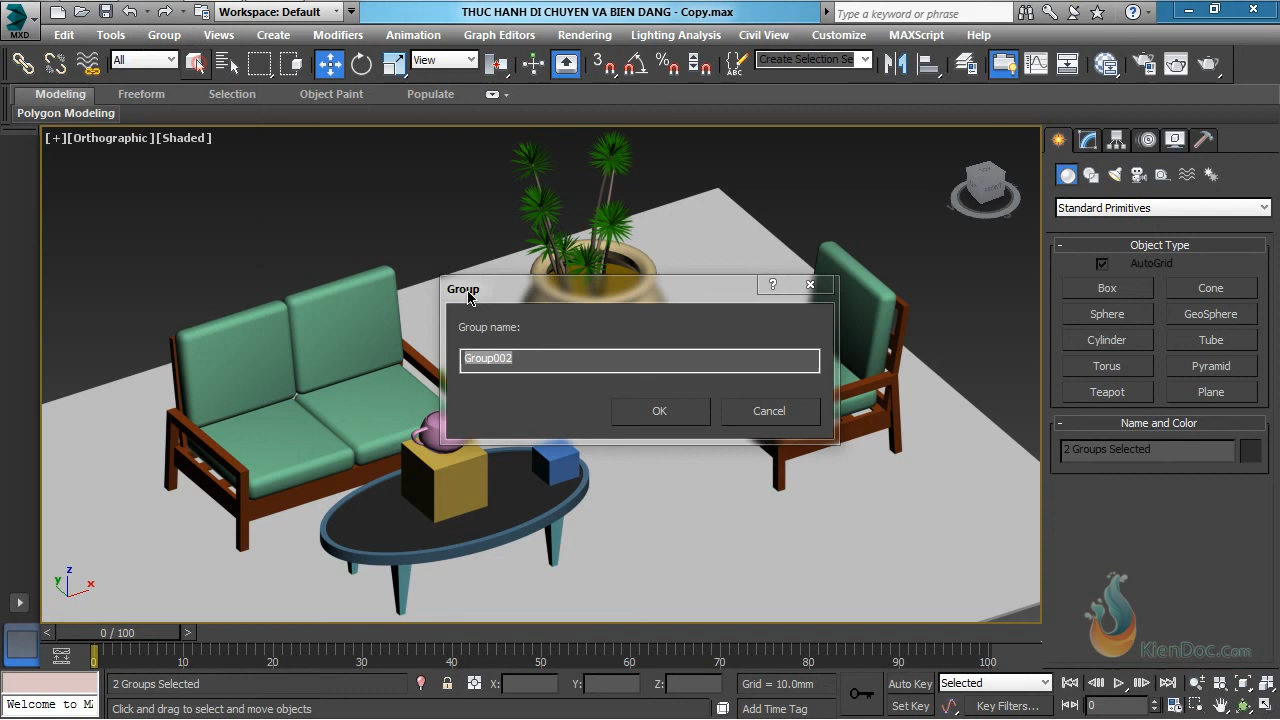 MXD
Workspace: Default
THUC HANH DI CHUYEN VA BIEN DANG - Copy.max
Type a keyword or phrase
Edit Tools Group Views Create Modifiers Animation Graph Editors Rendering Lighting Analysis Civil View Customize MAXScript Help
All
View
Create Selection Se
Modeling Freeform Selection Object Paint Populate
Polygon Modeling
[+][Orthographic][Shaded]
Standard Primitives
- Object Type
AutoGrid
Box Cone
Sphere GeoSphere
Cylinder Tube
Torus Pyramid
Teapot Plane
- Name and Color
2 Groups Selected
Group
?
Group name:
Group002
OK Cancel
z
y
x
KienDoc.Com
< 0 / 100 >
0 10 20 30 40 50 60 70 80 90 100
2 Groups Selected
X: Y: Z:
Grid = 10.0mm
Auto Key
Selected
Welcome to M
Click and drag to select and move objects
Add Time Tag
Set Key
Key Filters...
0